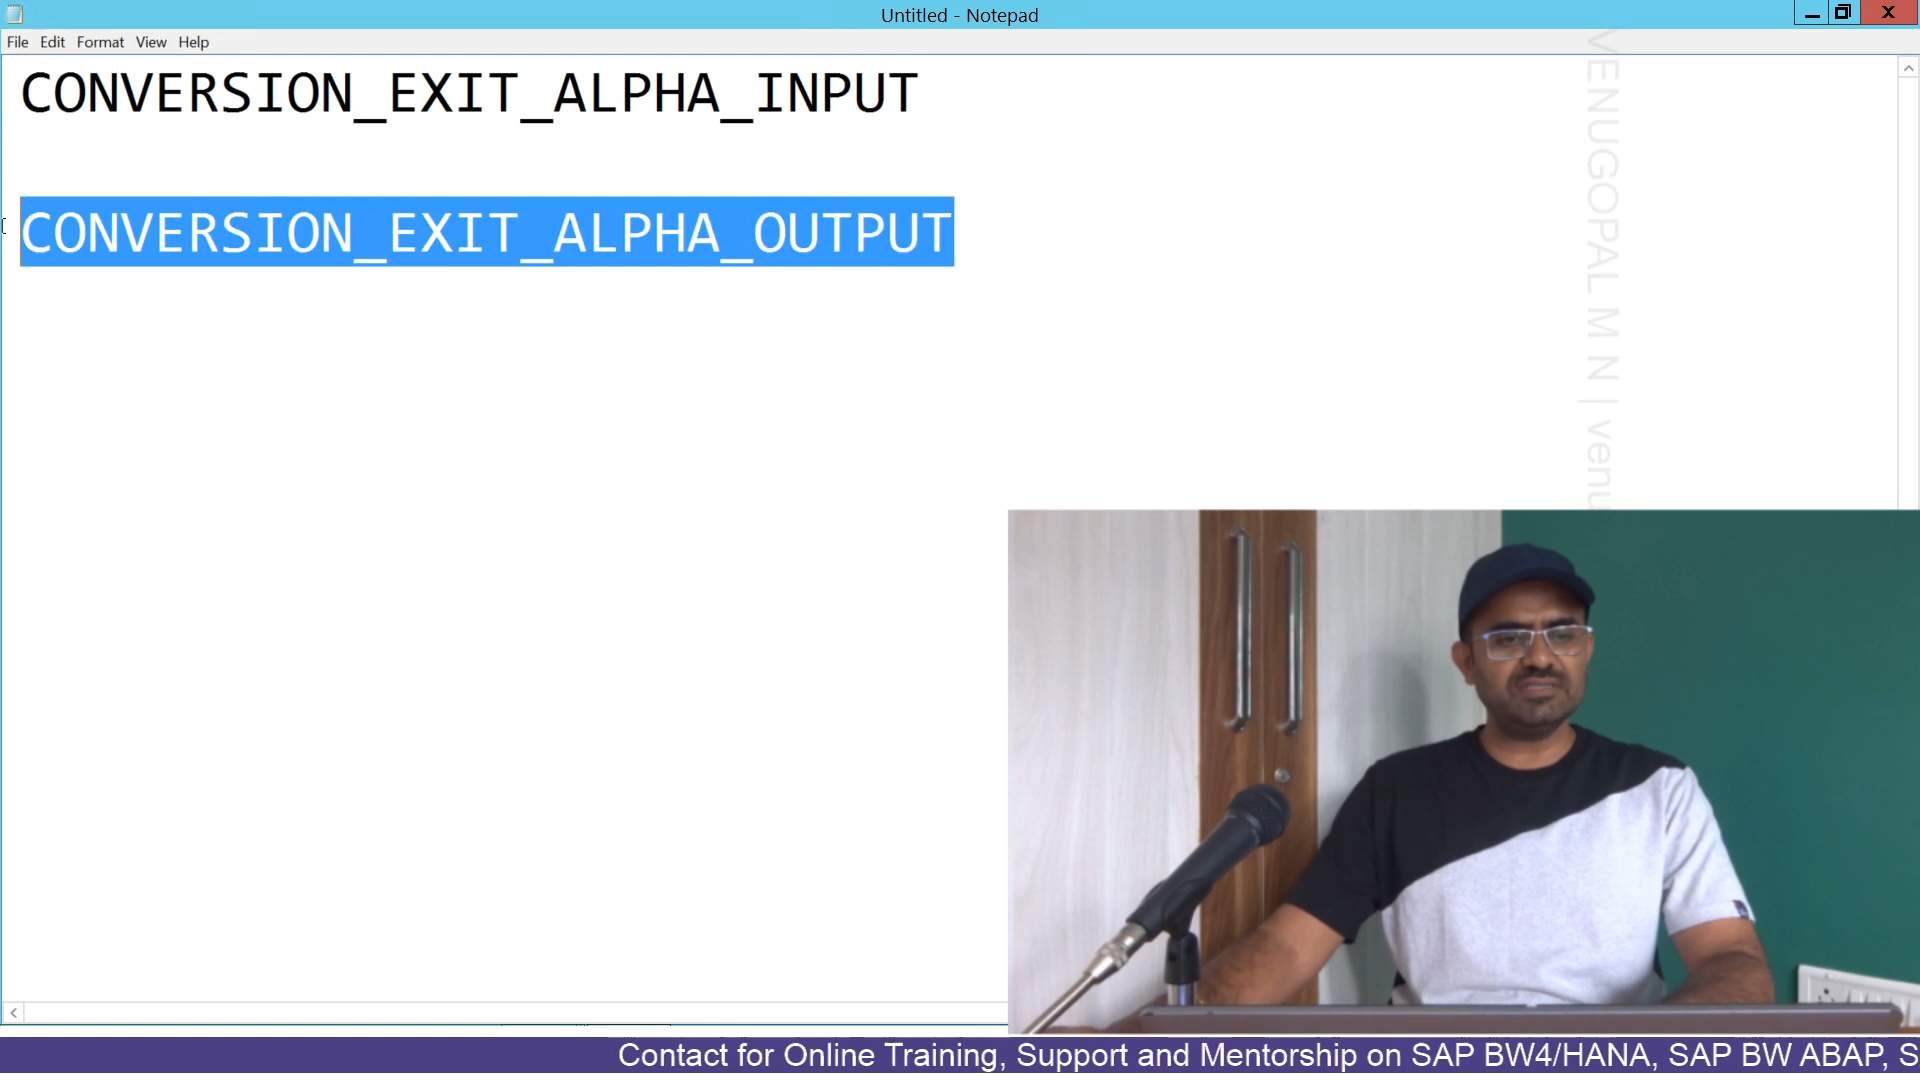 Untitled - Notepad
File Edit Format View Help
CONVERSION_EXIT_ALPHA_INPUT
CONVERSION_EXIT_ALPHA_OUTPUT
VENUGOPAL M N | venu
Contact for Online Training, Support and Mentorship on SAP BW4/HANA, SAP BW ABAP, S